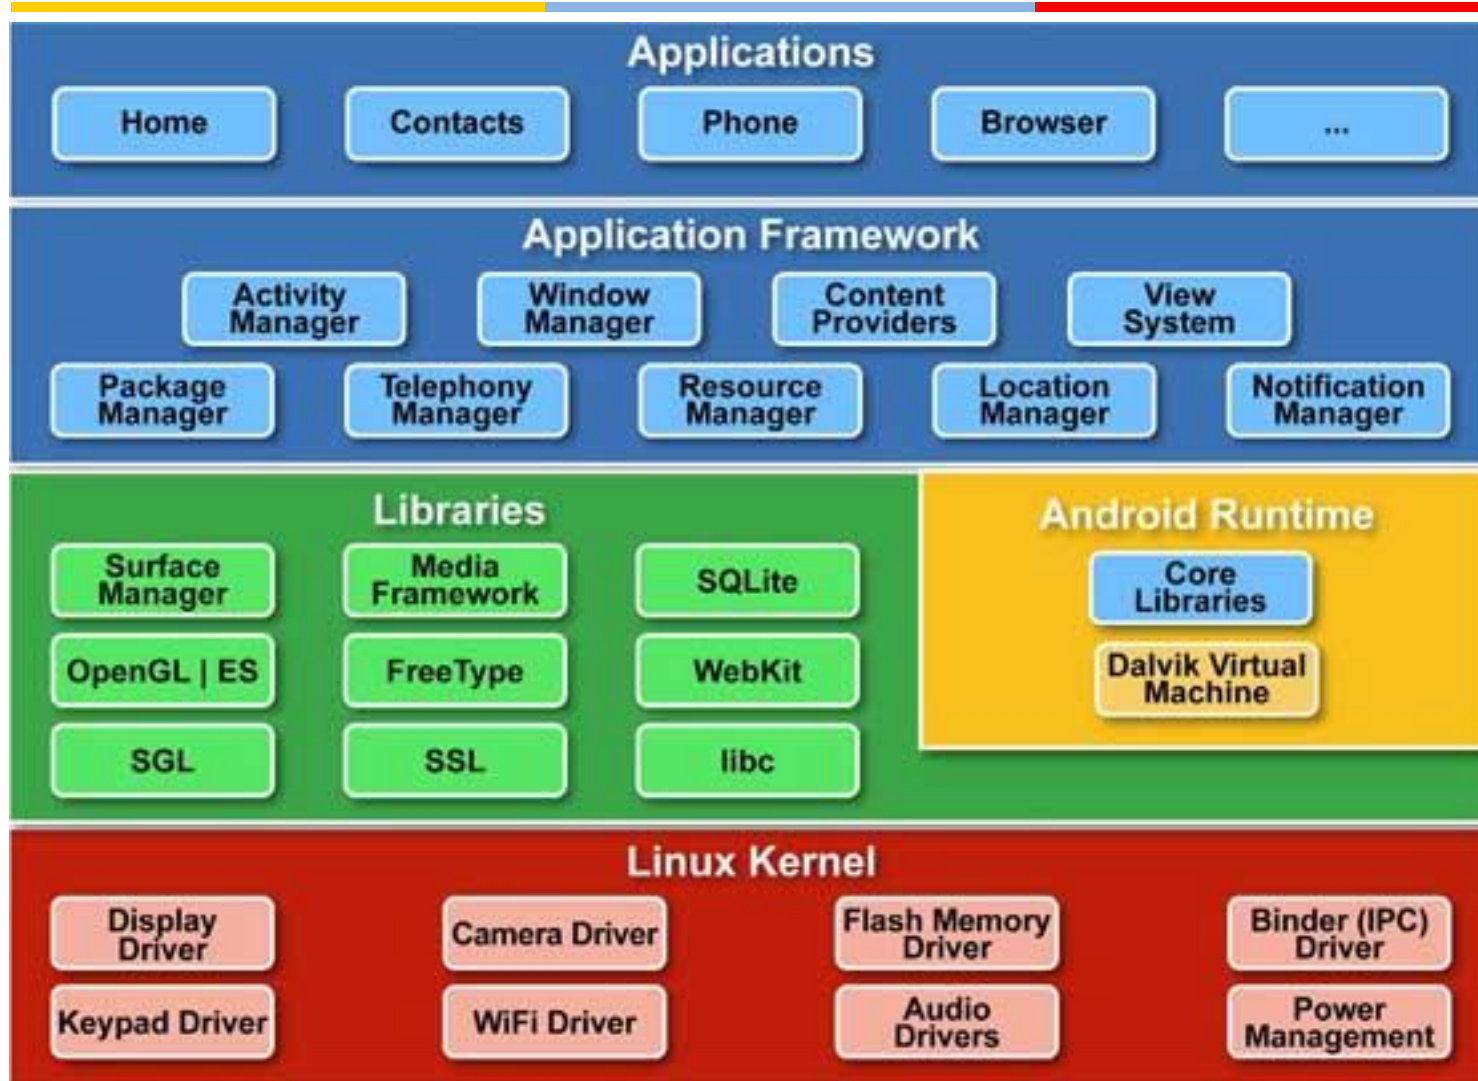 Applications
Home
Contacts
Phone
Browser
...
Application Framework
Activity
Manager
Window
Manager
Content
Providers
View
System
Package
Manager
Telephony
Manager
Resource
Manager
Location
Manager
Notification
Manager
Libraries
Surface
Manager
Media
Framework
SQLite
OpenGL | ES
FreeType
WebKit
SGL
SSL
libc
Android Runtime
Core
Libraries
Dalvik Virtual
Machine
Linux Kernel
Display
Driver
Camera Driver
Flash Memory
Driver
Binder (IPC)
Driver
Keypad Driver
WiFi Driver
Audio
Drivers
Power
Management